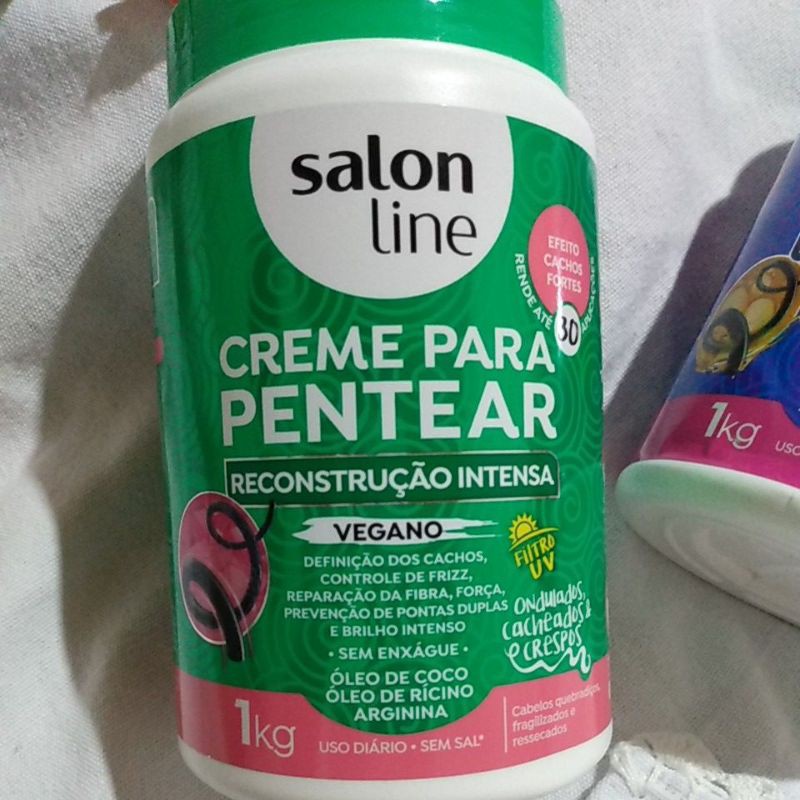 salon
line
EFEITO
CACHOS
FORTES
RENDE ATÉ 30 APLICAÇÕES
CREME PARA
PENTEAR
RECONSTRUÇÃO INTENSA
VEGANO
FILTRO
UV
DEFINIÇÃO DOS CACHOS,
CONTROLE DE FRIZZ,
REPARAÇÃO DA FIBRA, FORÇA,
PREVENÇÃO DE PONTAS DUPLAS
E BRILHO INTENSO
• SEM ENXÁGUE •
ONDULADOS,
CACHEADOS
E CRESPOS
ÓLEO DE COCO
ÓLEO DE RÍCINO
ARGININA
1kg
USO DIÁRIO • SEM SAL*
Cabelos quebradiços,
fragilizados e
ressecados
1kg